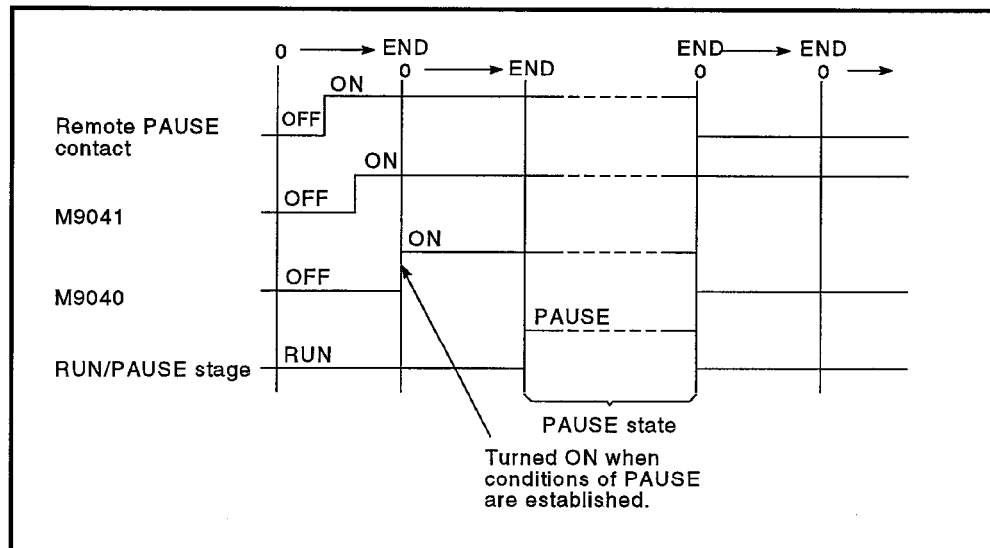 0 END END END
0 END 0 0
ON
Remote PAUSE OFF
contact
ON
OFF
M9041
ON
OFF
M9040
PAUSE
RUN
RUN/PAUSE stage
PAUSE state
Turned ON when
conditions of PAUSE
are established.